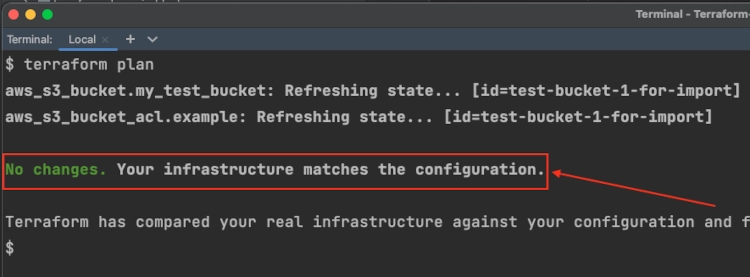 Terminal - Terraform-
Terminal: Local × + ⌄
$ terraform plan
aws_s3_bucket.my_test_bucket: Refreshing state... [id=test-bucket-1-for-import]
aws_s3_bucket_acl.example: Refreshing state... [id=test-bucket-1-for-import]
No changes. Your infrastructure matches the configuration.
Terraform has compared your real infrastructure against your configuration and f
$